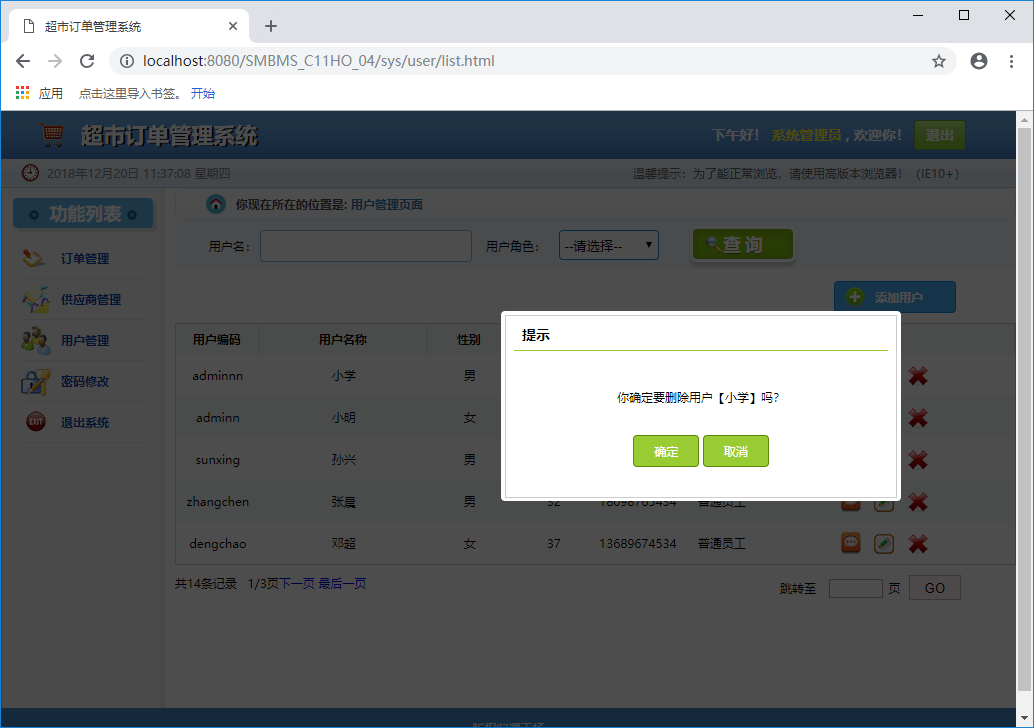 超市订单管理系统
localhost:8080/SMBMS_C11HO_04/sys/user/list.html
应用 点击这里导入书签。 开始
超市订单管理系统
下午好！ 系统管理员，欢迎你！ 退出
2018年12月20日 11:37:08 星期四
温馨提示：为了能正常浏览，请使用高版本浏览器！（IE10+）
功能列表
订单管理
供应商管理
用户管理
密码修改
EXIT 退出系统
你现在所在的位置是: 用户管理页面
用户名： 用户角色： --请选择-- 查 询
添加用户
用户编码 用户名称 性别
adminnn 小学 男
adminn 小明 女
sunxing 孙兴 男
zhangchen 张晨 男 32 18098765434 普通员工
dengchao 邓超 女 37 13689674534 普通员工
提示
你确定要删除用户【小学】吗?
确定 取消
共14条记录 1/3页下一页 最后一页
跳转至 页 GO